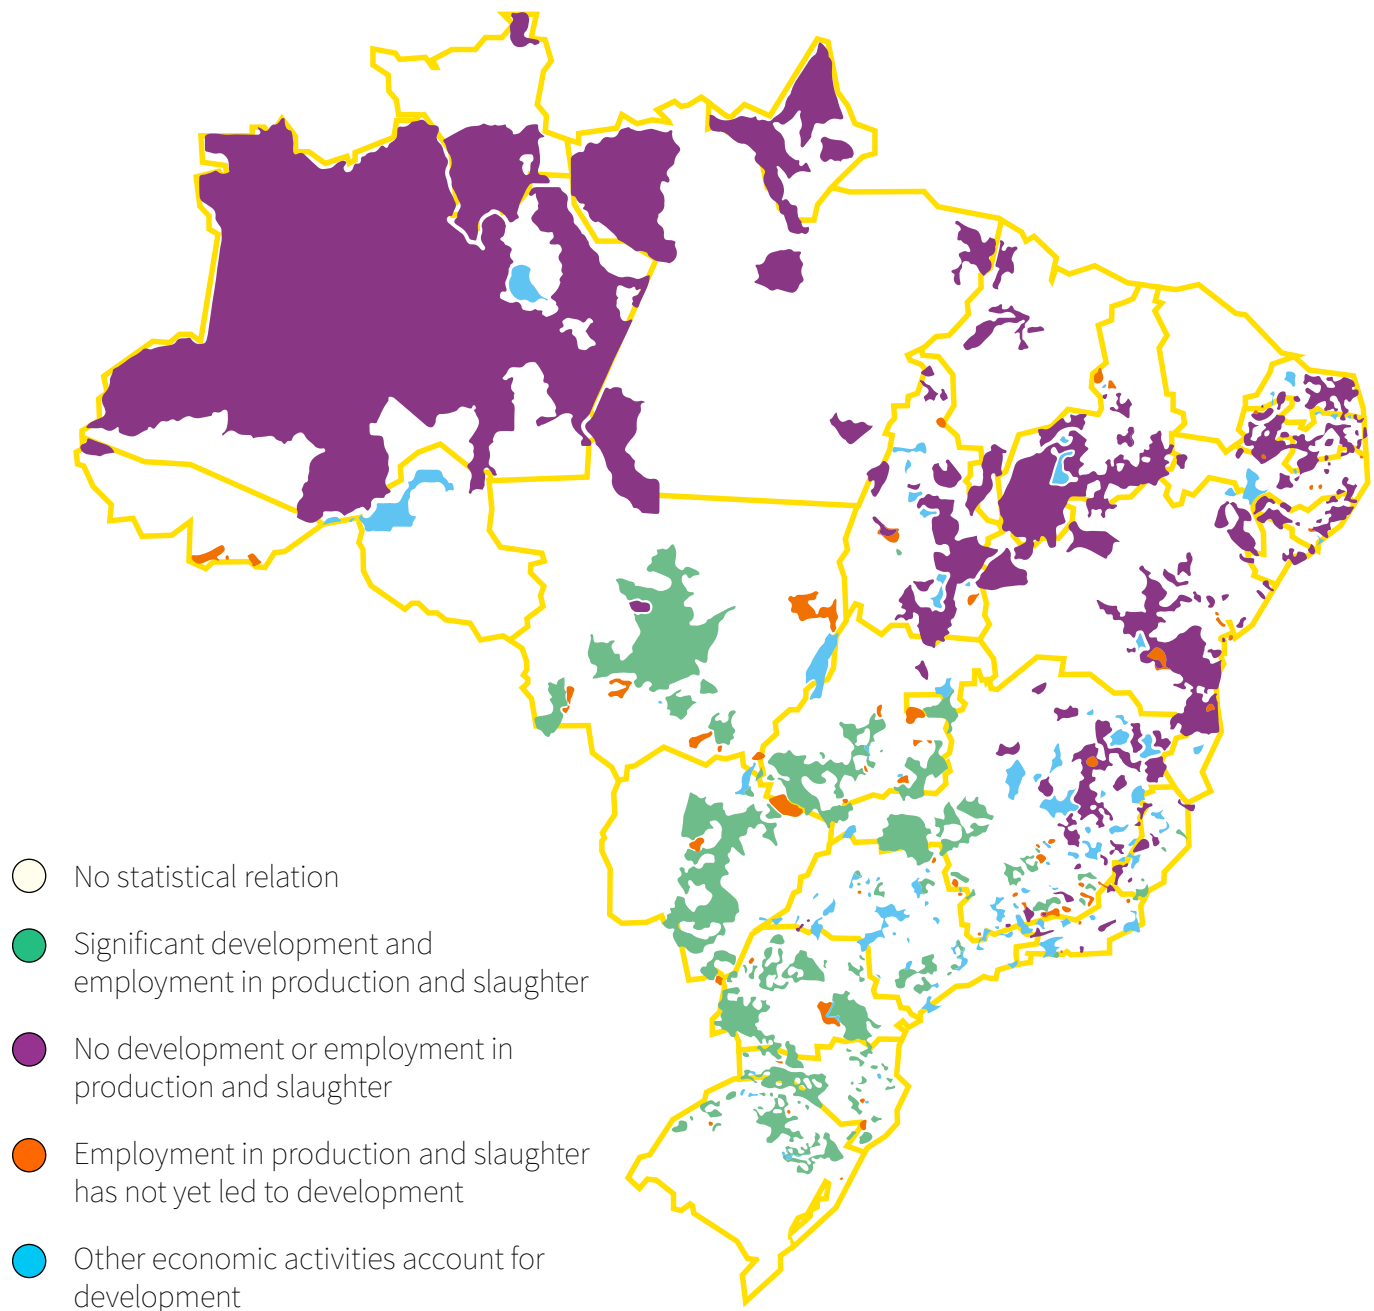 No statistical relation
Significant development and
employment in production and slaughter
No development or employment in
production and slaughter
Employment in production and slaughter
has not yet led to development
Other economic activities account for
development